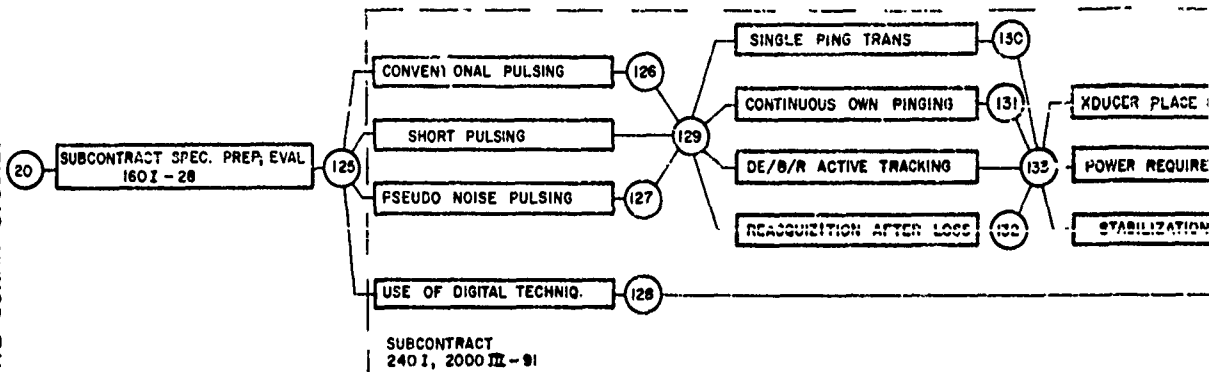 20
SUBCONTRACT SPEC. PREP, EVAL
160 I - 28
125
CONVENTIONAL PULSING
126
SHORT PULSING
PSEUDO NOISE PULSING
127
USE OF DIGITAL TECHNIQ.
128
SUBCONTRACT
240 I, 2000 III - 91
129
SINGLE PING TRANS
130
CONTINUOUS OWN PINGING
131
DE/B/R ACTIVE TRACKING
REACQUIZITION AFTER LOSS
132
133
XDUCER PLACE
POWER REQUIRE
STABILIZATION